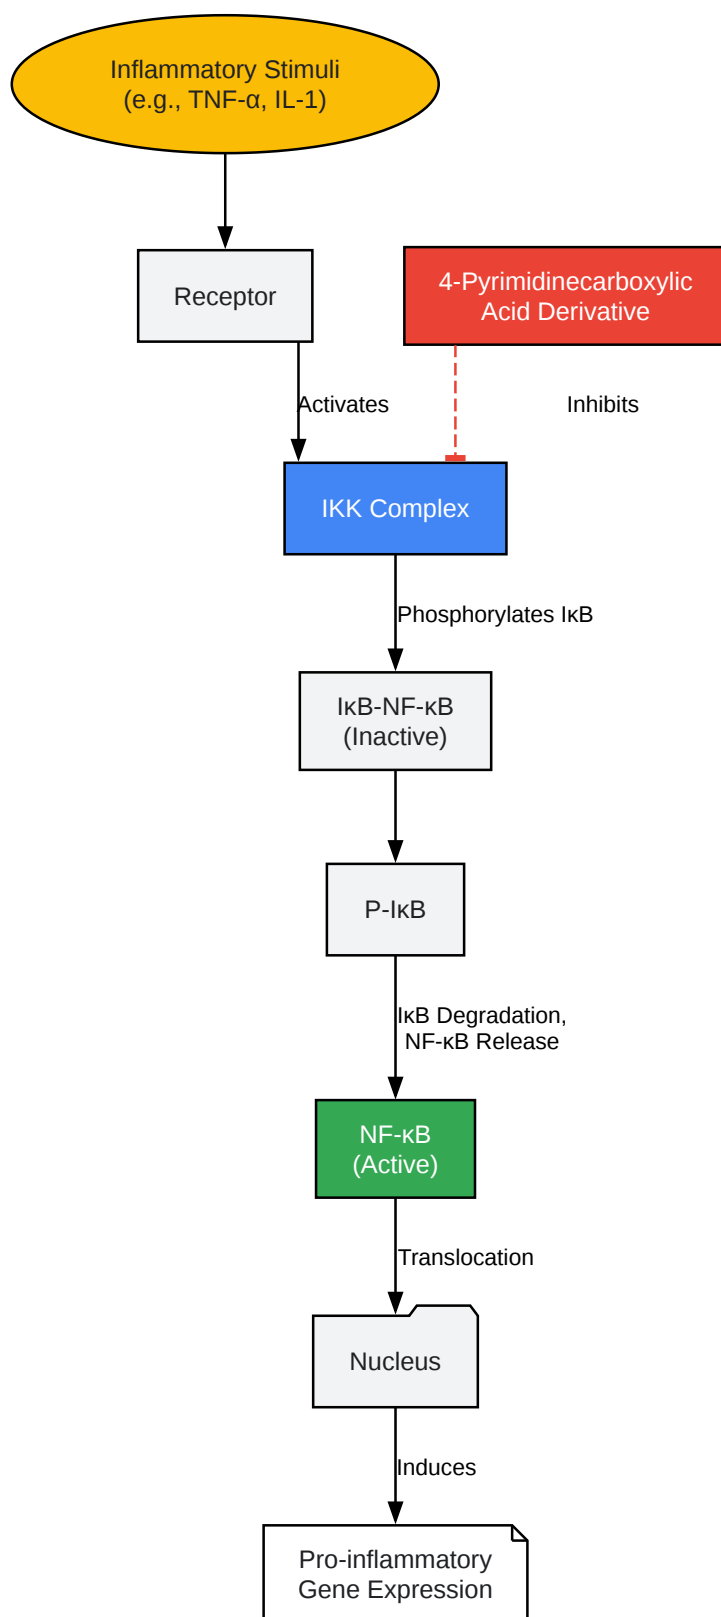 Inflammatory Stimuli
(e.g., TNF-α, IL-1)
Receptor
4-Pyrimidinecarboxylic
Acid Derivative
Activates
Inhibits
IKK Complex
Phosphorylates IκB
IκB-NF-κB
(Inactive)
P-IκB
IκB Degradation,
NF-κB Release
NF-κB
(Active)
Translocation
Nucleus
Induces
Pro-inflammatory
Gene Expression